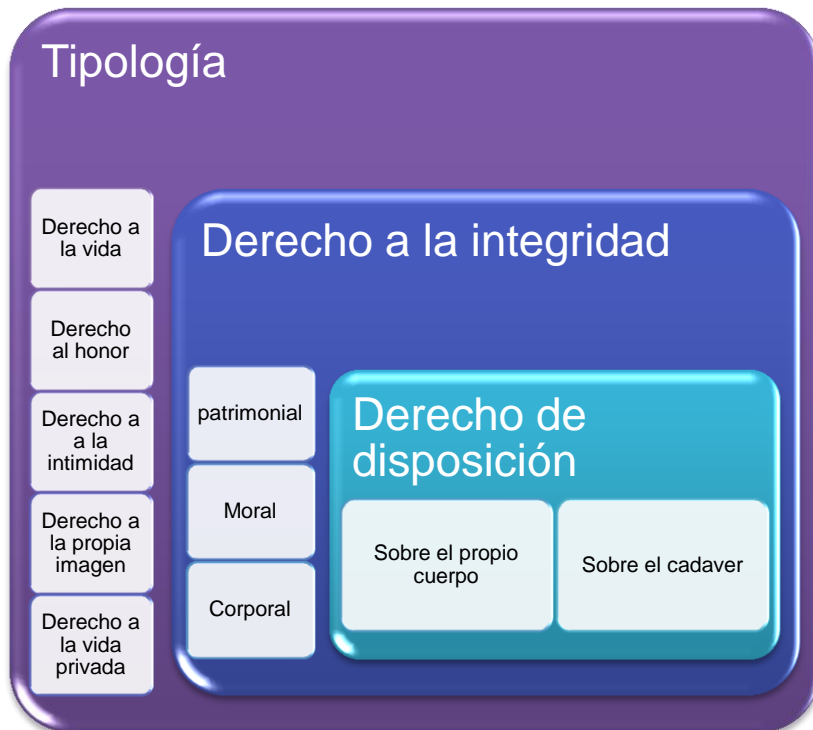 Tipología
Derecho a
la vida
Derecho
al honor
Derecho a
a la
intimidad
Derecho a
la propia
imagen
Derecho a
la vida
privada
Derecho a la integridad
patrimonial
Moral
Corporal
Derecho de
disposición
Sobre el propio
cuerpo
Sobre el cadaver